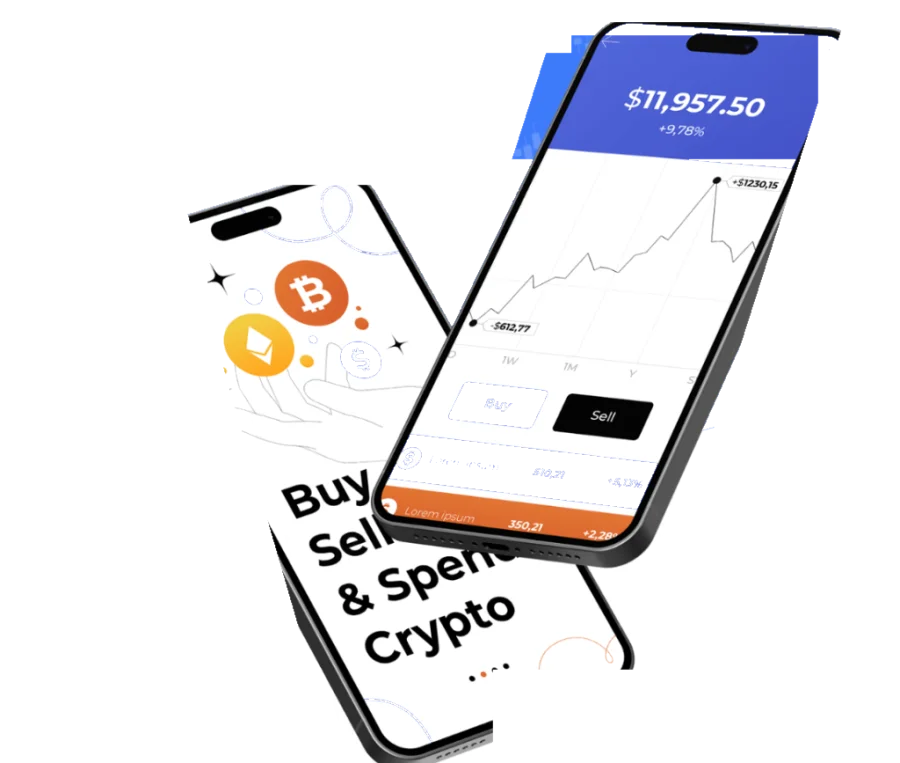 $11,957.50
+9,78%
+$1230,15
-$612,77
1W
1M
Y
Buy
Sell
$10,21
Lorem ipsum
350,21
+2,28
Buy
Sell
& Spend
Crypto